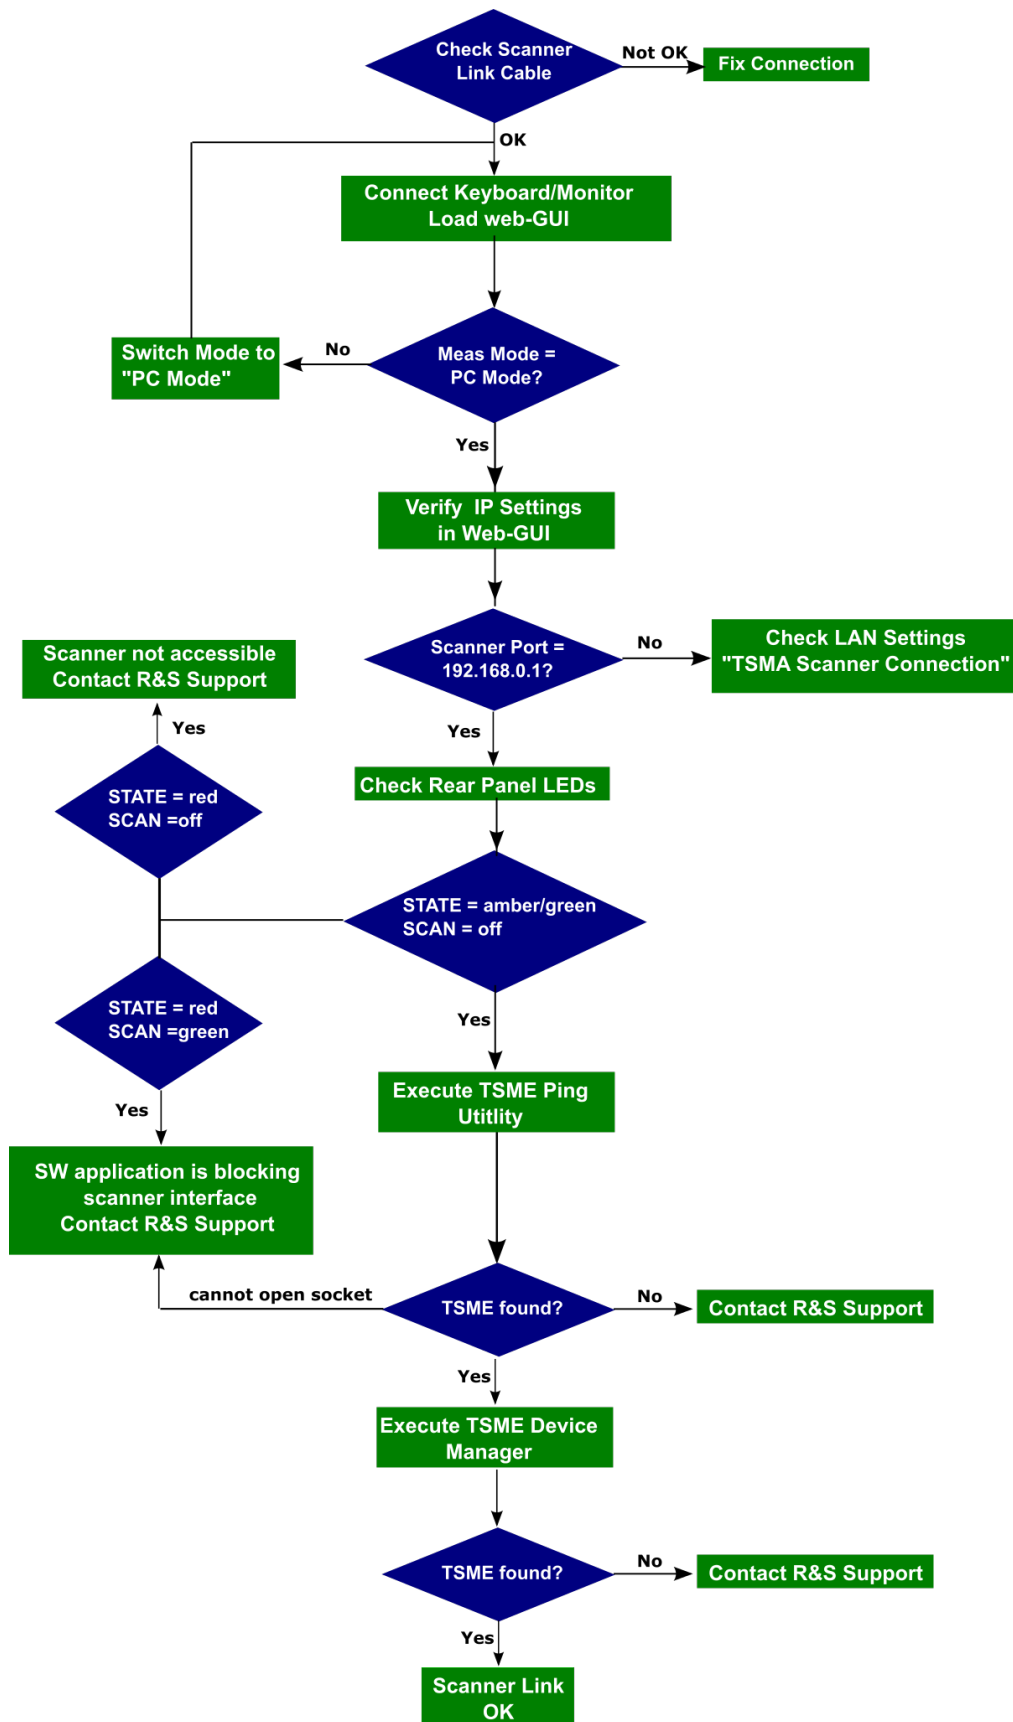 Check Scanner
Link Cable
Not OK
Fix Connection
OK
Connect Keyboard/Monitor
Load web-GUI
Meas Mode =
PC Mode?
No
Switch Mode to
"PC Mode"
Yes
Verify IP Settings
in Web-GUI
Scanner Port =
192.168.0.1?
No
Check LAN Settings
"TSMA Scanner Connection"
Yes
Check Rear Panel LEDs
STATE = amber/green
SCAN = off
Scanner not accessible
Contact R&S Support
Yes
STATE = red
SCAN =off
STATE = red
SCAN =green
Yes
SW application is blocking
scanner interface
Contact R&S Support
Yes
Execute TSME Ping
Utitlity
cannot open socket
TSME found?
No
Contact R&S Support
Yes
Execute TSME Device
Manager
TSME found?
No
Contact R&S Support
Yes
Scanner Link
OK